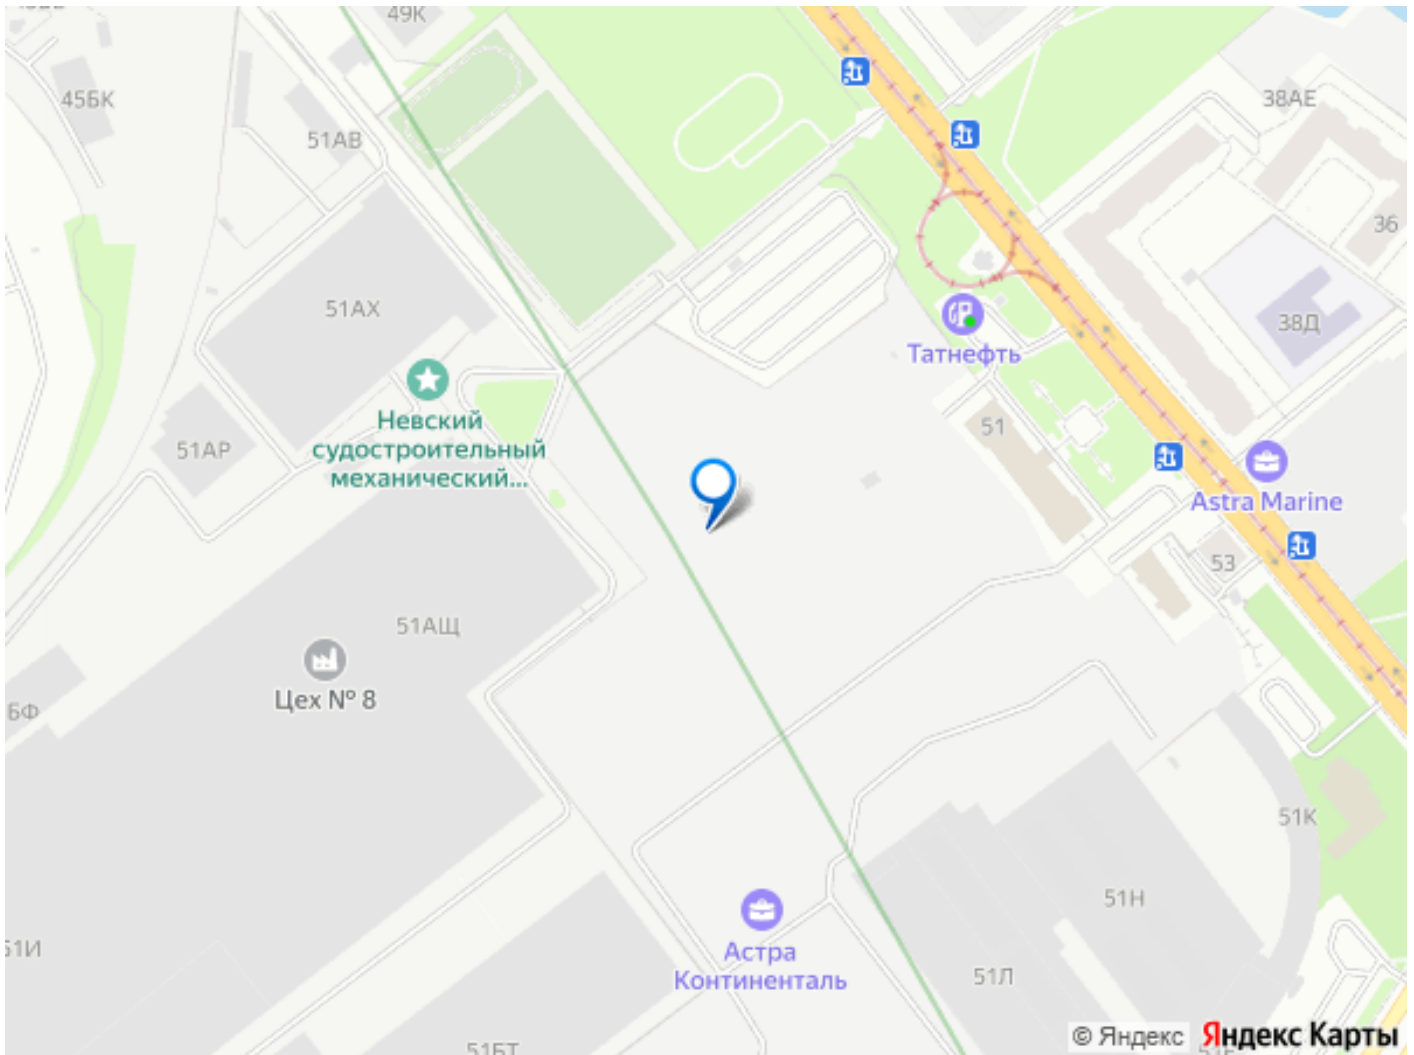 49К
45БК
51АВ
38АЕ
36
51АХ
38Д
Татнефть
Невский
судостроительный
механический...
51
51АР
Astra Marine
53
51АЩ
Цех № 8
БФ
51К
51Н
51И
Астра
Континенталь
51Л
51БТ
© Яндекс
Яндекс Карты